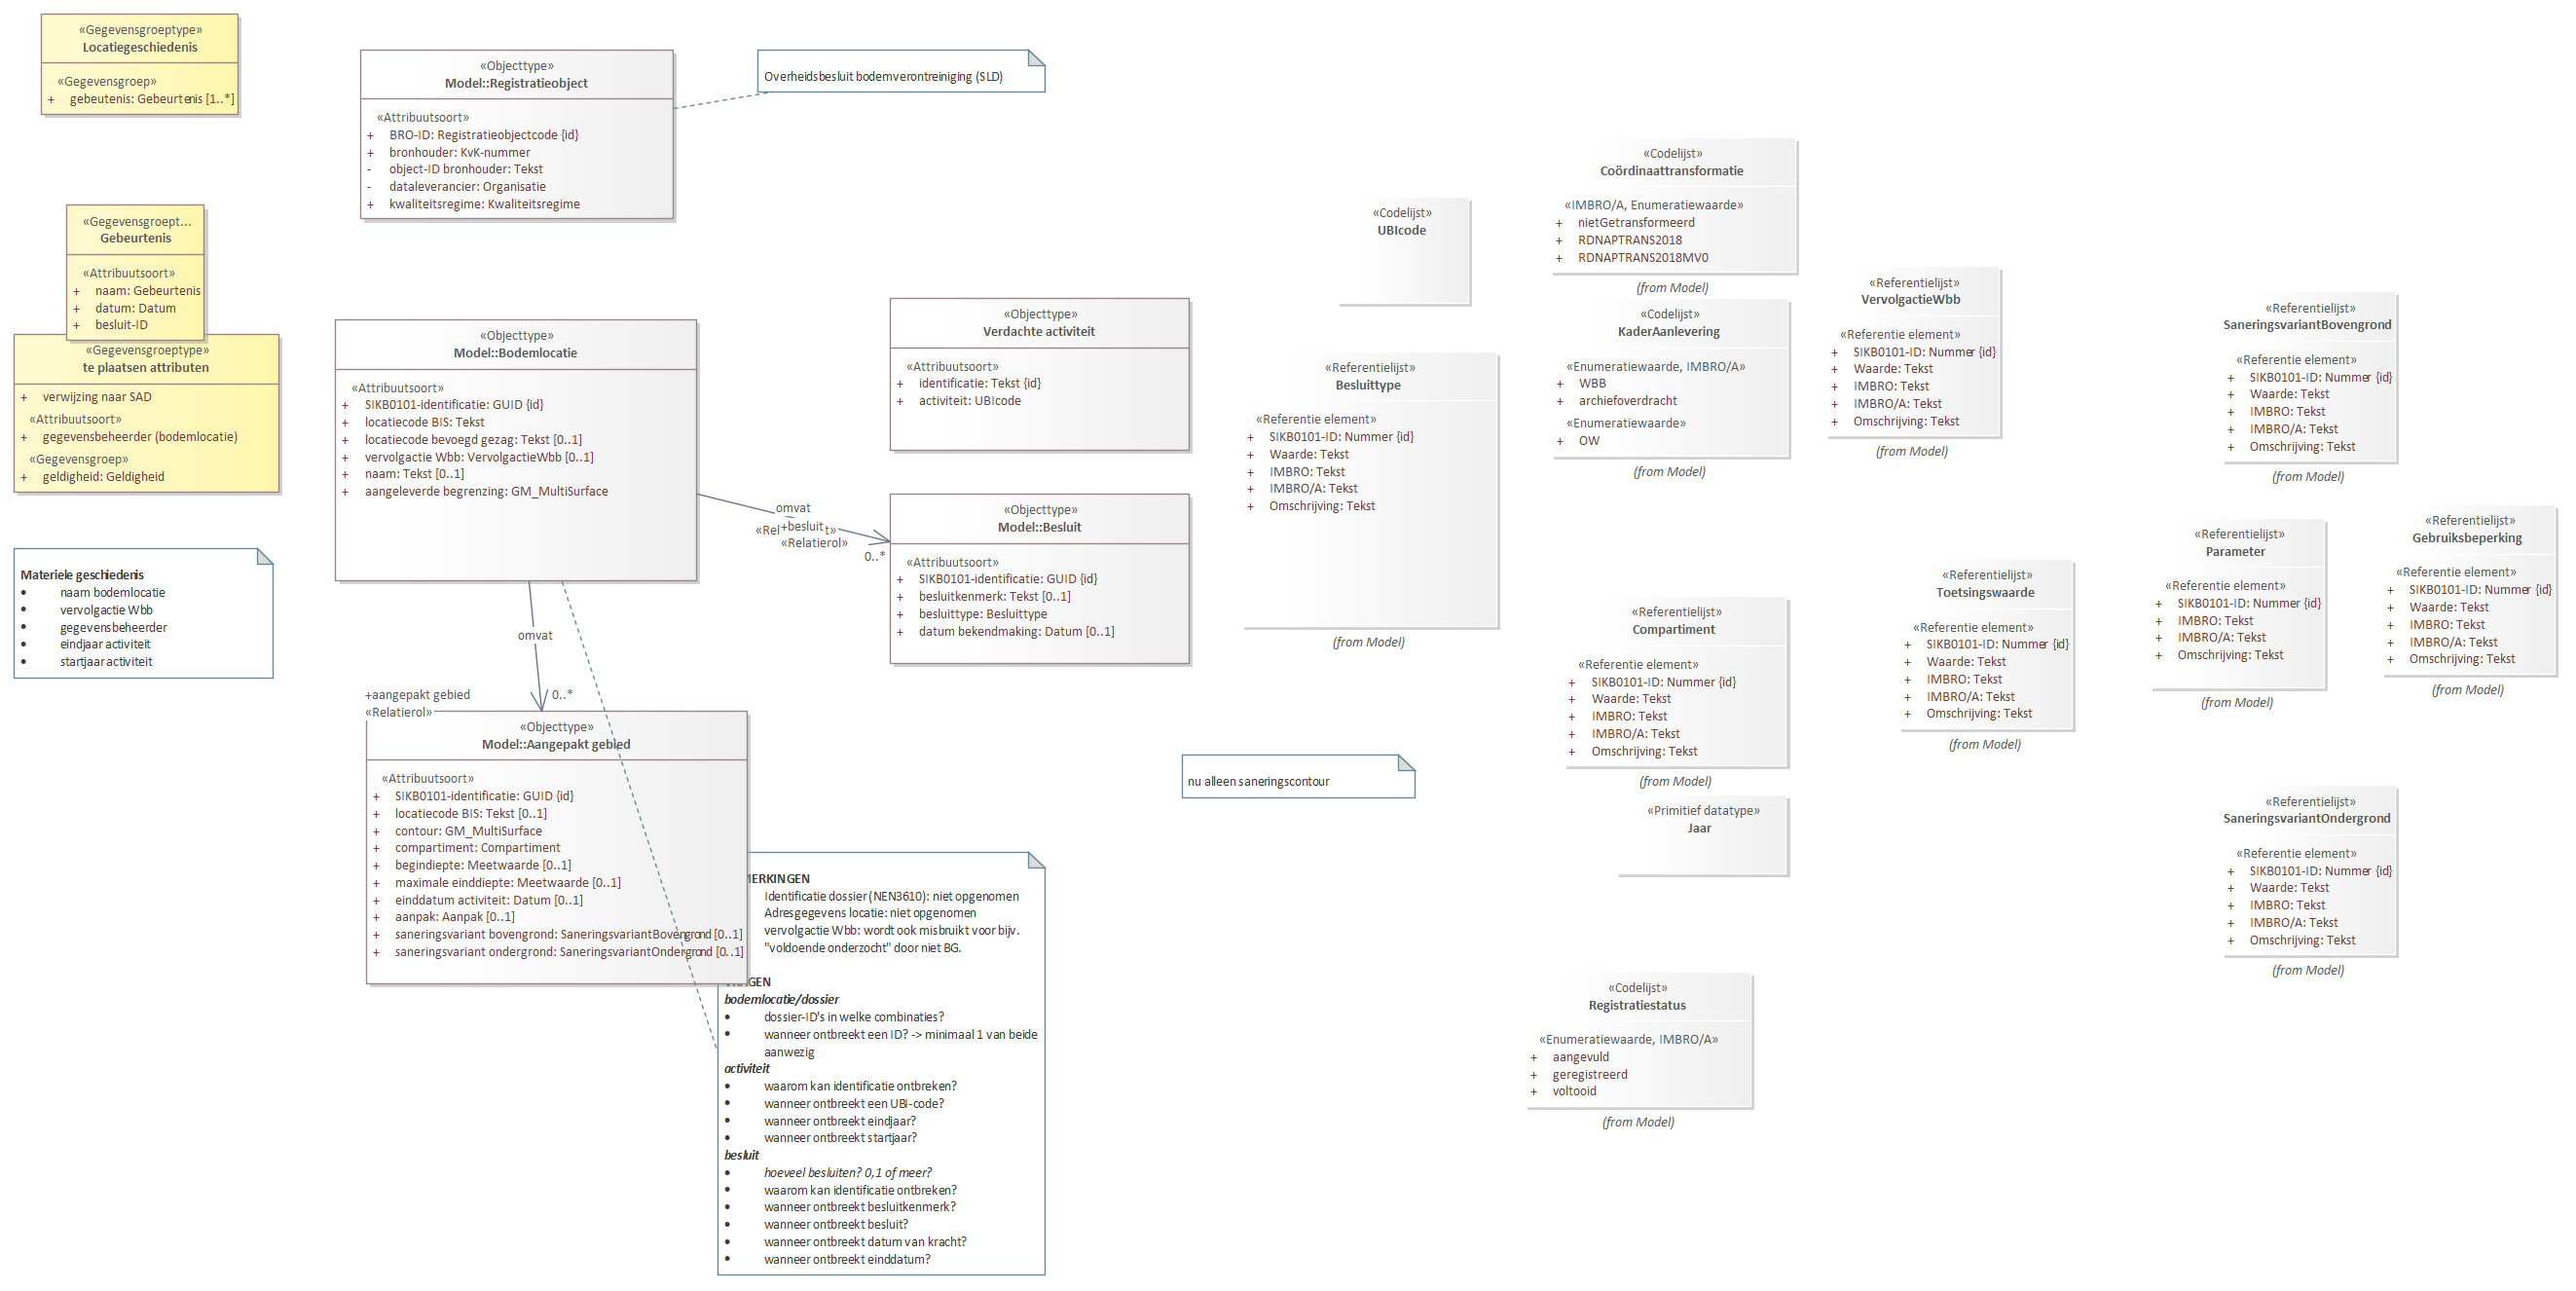 «Gegevensgroeptype»
Locatiegeschiedenis
«Gegevensgroep»
+ gebeutenis: Gebeurtenis [1..*]
«Gegevensgroept...
Gebeurtenis
«Attribuutsoort»
+ naam: Gebeurtenis
+ datum: Datum
+ besluit-ID
«Gegevensgroeptype»
te plaatsen attributen
+ verwijzing naar SAD
«Attribuutsoort»
+ gegevensbeheerder (bodemlocatie)
«Gegevensgroep»
+ geldigheid: Geldigheid
Materiele geschiedenis
• naam bodemlocatie
• vervolgactie Wbb
• gegevensbeheerder
• eindjaar activiteit
• startjaar activiteit
«Objecttype»
Model::Registratieobject
«Attribuutsoort»
+ BRO-ID: Registratieobjectcode {id}
+ bronhouder: KvK-nummer
- object-ID bronhouder: Tekst
- dataleverancier: Organisatie
+ kwaliteitsregime: Kwaliteitsregime
Overheidsbesluit bodemverontreiniging (SLD)
«Objecttype»
Model::Bodemlocatie
«Attribuutsoort»
+ SIKB0101-identificatie: GUID {id}
+ locatiecode BIS: Tekst
+ locatiecode bevoegd gezag: Tekst [0..1]
+ vervolgactie Wbb: VervolgactieWbb [0..1]
+ naam: Tekst [0..1]
+ aangeleverde begrenzing: GM_MultiSurface
omvat
+besluit
«Relatierol»
0..*
«Objecttype»
Verdachte activiteit
«Attribuutsoort»
+ identificatie: Tekst {id}
+ activiteit: UBIcode
«Objecttype»
Model::Besluit
«Attribuutsoort»
+ SIKB0101-identificatie: GUID {id}
+ besluitkenmerk: Tekst [0..1]
+ besluittype: Besluittype
+ datum bekendmaking: Datum [0..1]
omvat
+aangepakt gebied
0..*
«Relatierol»
«Objecttype»
Model::Aangepakt gebied
«Attribuutsoort»
+ SIKB0101-identificatie: GUID {id}
+ locatiecode BIS: Tekst [0..1]
+ contour: GM_MultiSurface
+ compartiment: Compartiment
+ begindiepte: Meetwaarde [0..1]
+ maximale einddiepte: Meetwaarde [0..1]
+ einddatum activiteit: Datum [0..1]
+ aanpak: Aanpak [0..1]
+ saneringsvariant bovengrond: SaneringsvariantBovengrond [0..1]
+ saneringsvariant ondergrond: SaneringsvariantOndergrond [0..1]
MERKINGEN
Identificatie dossier (NEN3610): niet opgenomen
Adresgegevens locatie: niet opgenomen
vervolgactie Wbb: wordt ook misbruikt voor bijv.
"voldoende onderzocht" door niet BG.
VRAGEN
bodemlocatie/dossier
• dossier-ID's in welke combinaties?
• wanneer ontbreekt een ID? -> minimaal 1 van beide
aanwezig
activiteit
• waarom kan identificatie ontbreken?
• wanneer ontbreekt een UBI-code?
• wanneer ontbreekt eindjaar?
• wanneer ontbreekt startjaar?
besluit
• hoeveel besluiten? 0,1 of meer?
• waarom kan identificatie ontbreken?
• wanneer ontbreekt besluitkenmerk?
• wanneer ontbreekt besluit?
• wanneer ontbreekt datum van kracht?
• wanneer ontbreekt einddatum?
nu alleen saneringscontour
«Codelijst»
UBIcode
«Referentielijst»
Besluittype
«Referentie element»
+ SIKB0101-ID: Nummer {id}
+ Waarde: Tekst
+ IMBRO: Tekst
+ IMBRO/A: Tekst
+ Omschrijving: Tekst
(from Model)
«Codelijst»
Coördinaattransformatie
«IMBRO/A, Enumeratiewaarde»
+ nietGetransformeerd
+ RDNAPTRANS2018
+ RDNAPTRANS2018MV0
(from Model)
«Codelijst»
KaderAanlevering
«Enumeratiewaarde, IMBRO/A»
+ WBB
+ archiefoverdracht
«Enumeratiewaarde»
+ OW
(from Model)
«Referentielijst»
VervolgactieWbb
«Referentie element»
+ SIKB0101-ID: Nummer {id}
+ Waarde: Tekst
+ IMBRO: Tekst
+ IMBRO/A: Tekst
+ Omschrijving: Tekst
(from Model)
«Referentielijst»
SaneringsvariantBovengrond
«Referentie element»
+ SIKB0101-ID: Nummer {id}
+ Waarde: Tekst
+ IMBRO: Tekst
+ IMBRO/A: Tekst
+ Omschrijving: Tekst
(from Model)
«Referentielijst»
Compartiment
«Referentie element»
+ SIKB0101-ID: Nummer {id}
+ Waarde: Tekst
+ IMBRO: Tekst
+ IMBRO/A: Tekst
+ Omschrijving: Tekst
(from Model)
«Referentielijst»
Toetsingswaarde
«Referentie element»
+ SIKB0101-ID: Nummer {id}
+ Waarde: Tekst
+ IMBRO: Tekst
+ IMBRO/A: Tekst
+ Omschrijving: Tekst
(from Model)
«Referentielijst»
Parameter
«Referentie element»
+ SIKB0101-ID: Nummer {id}
+ IMBRO: Tekst
+ IMBRO/A: Tekst
+ Omschrijving: Tekst
(from Model)
«Referentielijst»
Gebruiksbeperking
«Referentie element»
+ SIKB0101-ID: Nummer {id}
+ Waarde: Tekst
+ IMBRO: Tekst
+ IMBRO/A: Tekst
+ Omschrijving: Tekst
(from Model)
«Primitief datatype»
Jaar
«Referentielijst»
SaneringsvariantOndergrond
«Referentie element»
+ SIKB0101-ID: Nummer {id}
+ Waarde: Tekst
+ IMBRO: Tekst
+ IMBRO/A: Tekst
+ Omschrijving: Tekst
(from Model)
«Codelijst»
Registratiestatus
«Enumeratiewaarde, IMBRO/A»
+ aangevuld
+ geregistreerd
+ voltooid
(from Model)